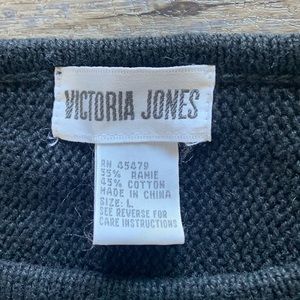 VICTORIA JONES
RN 45479
55% RAMIE
45% COTTON
MADE IN CHINA
SIZE: L
SEE REVERSE FOR
CARE INSTRUCTIONS